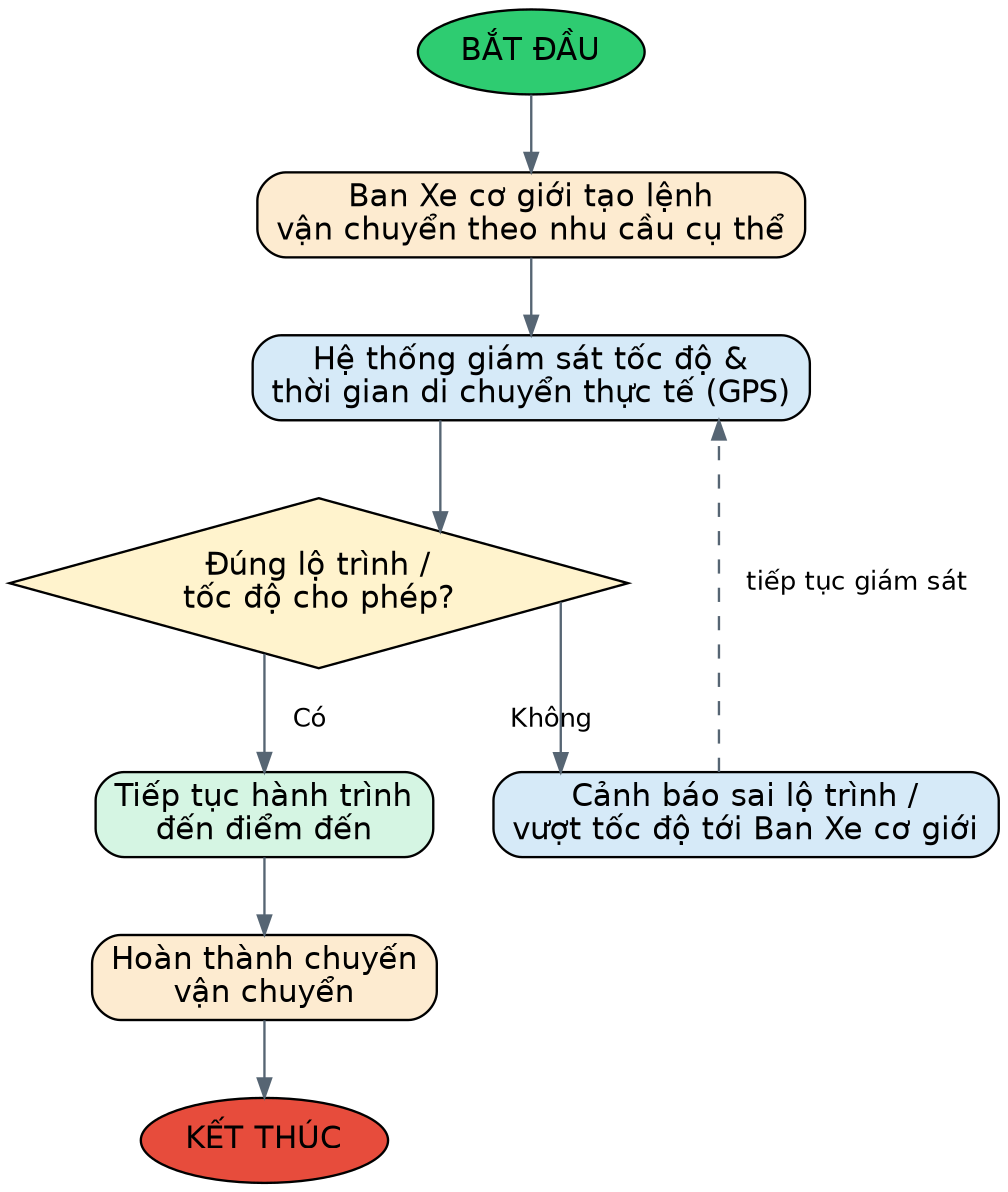 BẮT ĐẦU
Ban Xe cơ giới tạo lệnh
vận chuyển theo nhu cầu cụ thể
Hệ thống giám sát tốc độ &
thời gian di chuyển thực tế (GPS)
Đúng lộ trình /
tốc độ cho phép?
tiếp tục giám sát
Có
Không
Tiếp tục hành trình
đến điểm đến
Cảnh báo sai lộ trình /
vượt tốc độ tới Ban Xe cơ giới
Hoàn thành chuyến
vận chuyển
KẾT THÚC